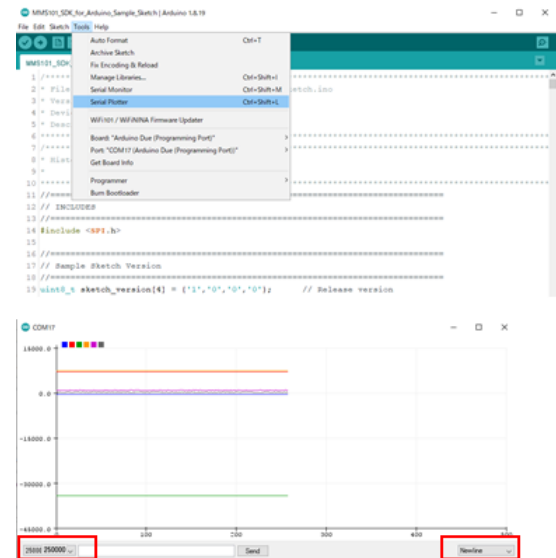 MMS101_SDK_for_Arduino_Sample_Sketch | Arduino 1.8.19
File Edit Sketch Tools Help
Auto Format Ctrl+T
Archive Sketch
Fix Encoding & Reload
Manage Libraries... Ctrl+Shift+I
Serial Monitor Ctrl+Shift+M
Serial Plotter Ctrl+Shift+L
WiFi101 / WiFiNINA Firmware Updater
Board: "Arduino Due (Programming Port)"
Port: "COM17 (Arduino Due (Programming Port))"
Get Board Info
Programmer
Burn Bootloader
MMS101_SDK_
1 /****
2 * File etch.ino
3 * Vers
4 * Devi
5 * Desc
6 ****
7 /****
8 * Hist
9 *
10 ****
11 //====
12 // INCLUDES
13 //====
14 #include <SPI.h>
15
16 //====
17 // Sample Sketch Version
18 //====
19 uint8_t sketch_version[4] = {'1','0','0','0'}; // Release version
COM17
15000.0
0.0
-15000.0
-30000.0
-45000.0
100 200 300 400 500
250000 Send Newline